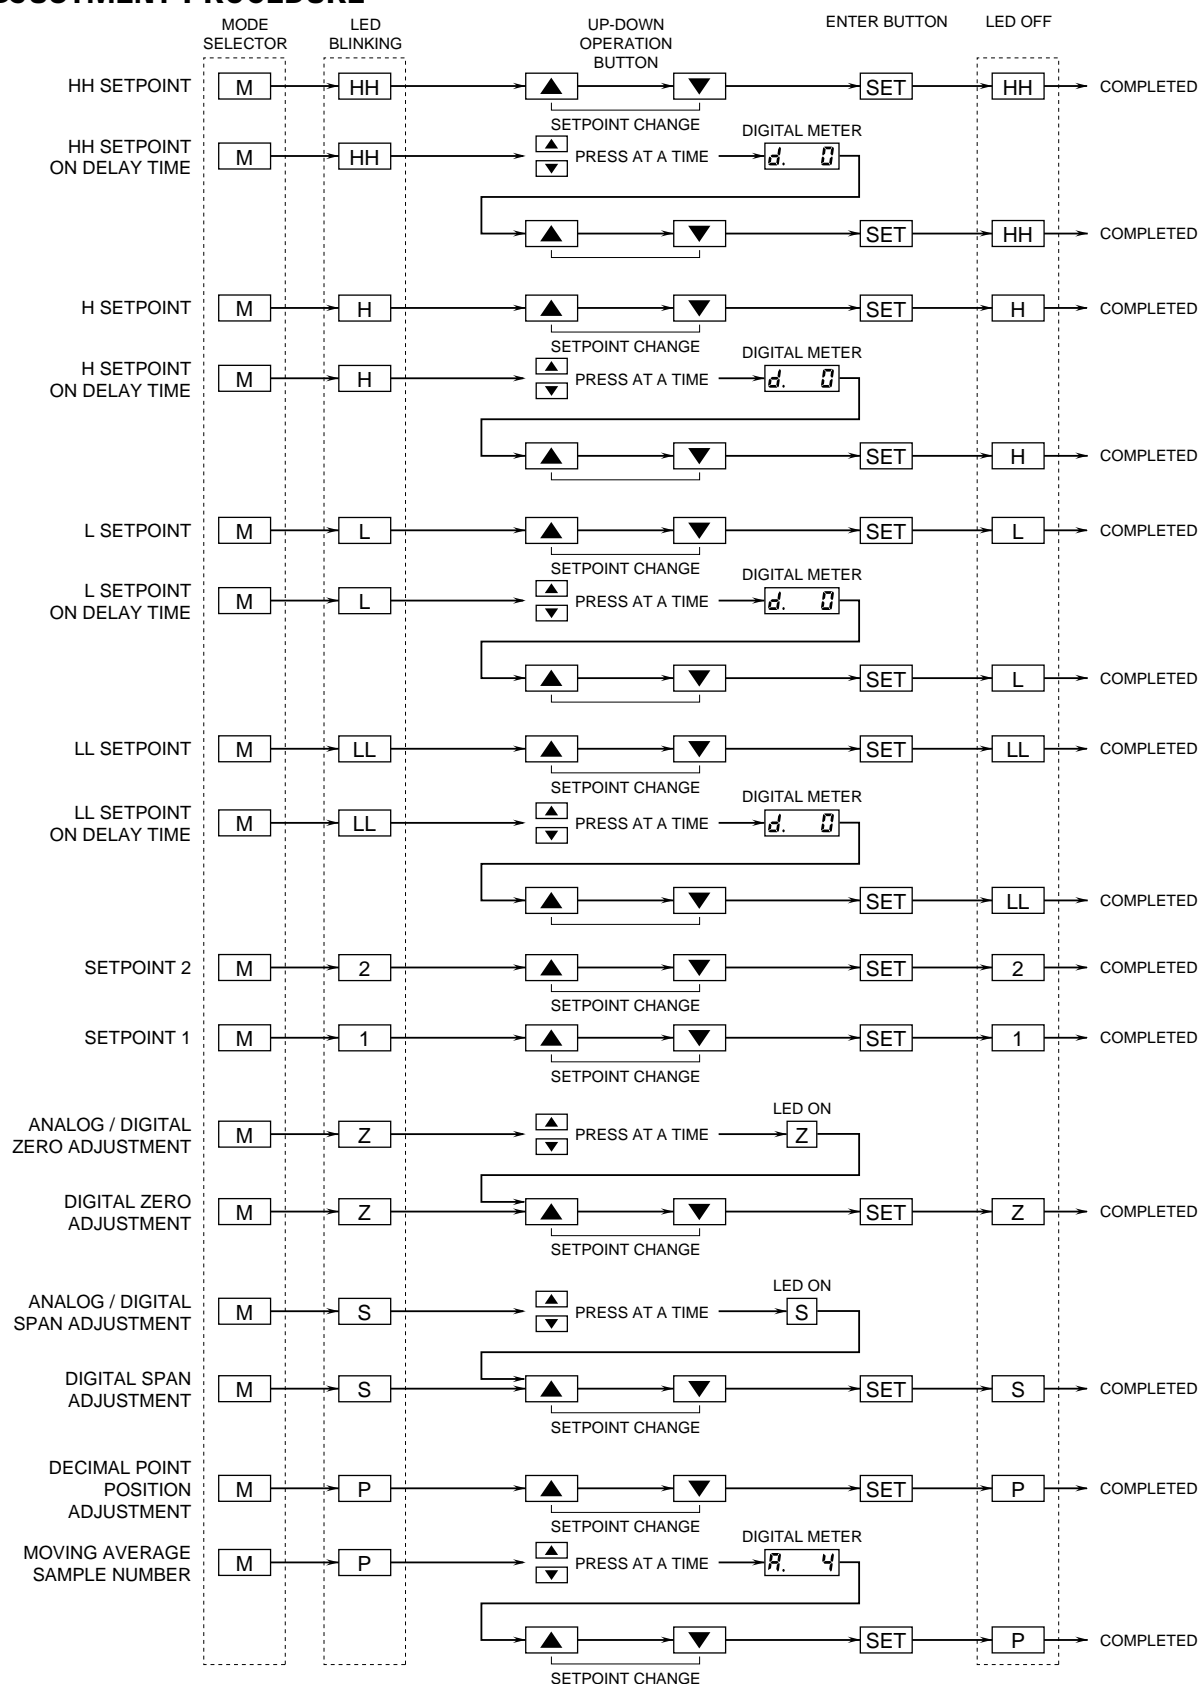 ADJUSTMENT PROCEDURE
MODE SELECTOR
LED BLINKING
UP-DOWN OPERATION BUTTON
ENTER BUTTON
LED OFF
HH SETPOINT M HH SET HH COMPLETED
SETPOINT CHANGE
HH SETPOINT ON DELAY TIME M HH PRESS AT A TIME DIGITAL METER d. 0
SET HH COMPLETED
H SETPOINT M H SET H COMPLETED
SETPOINT CHANGE
H SETPOINT ON DELAY TIME M H PRESS AT A TIME DIGITAL METER d. 0
SET H COMPLETED
L SETPOINT M L SET L COMPLETED
SETPOINT CHANGE
L SETPOINT ON DELAY TIME M L PRESS AT A TIME DIGITAL METER d. 0
SET L COMPLETED
LL SETPOINT M LL SET LL COMPLETED
SETPOINT CHANGE
LL SETPOINT ON DELAY TIME M LL PRESS AT A TIME DIGITAL METER d. 0
SET LL COMPLETED
SETPOINT 2 M 2 SET 2 COMPLETED
SETPOINT CHANGE
SETPOINT 1 M 1 SET 1 COMPLETED
SETPOINT CHANGE
ANALOG / DIGITAL ZERO ADJUSTMENT M Z PRESS AT A TIME LED ON Z
DIGITAL ZERO ADJUSTMENT M Z SET Z COMPLETED
SETPOINT CHANGE
ANALOG / DIGITAL SPAN ADJUSTMENT M S PRESS AT A TIME LED ON S
DIGITAL SPAN ADJUSTMENT M S SET S COMPLETED
SETPOINT CHANGE
DECIMAL POINT POSITION ADJUSTMENT M P SET P COMPLETED
SETPOINT CHANGE
MOVING AVERAGE SAMPLE NUMBER M P PRESS AT A TIME DIGITAL METER A. 4
SET P COMPLETED
SETPOINT CHANGE